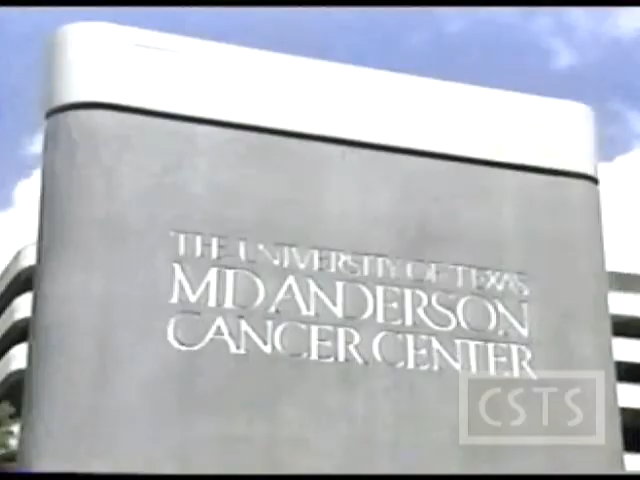 THE UNIVERSITY OF TEXAS
MD ANDERSON
CANCER CENTER
CSTS